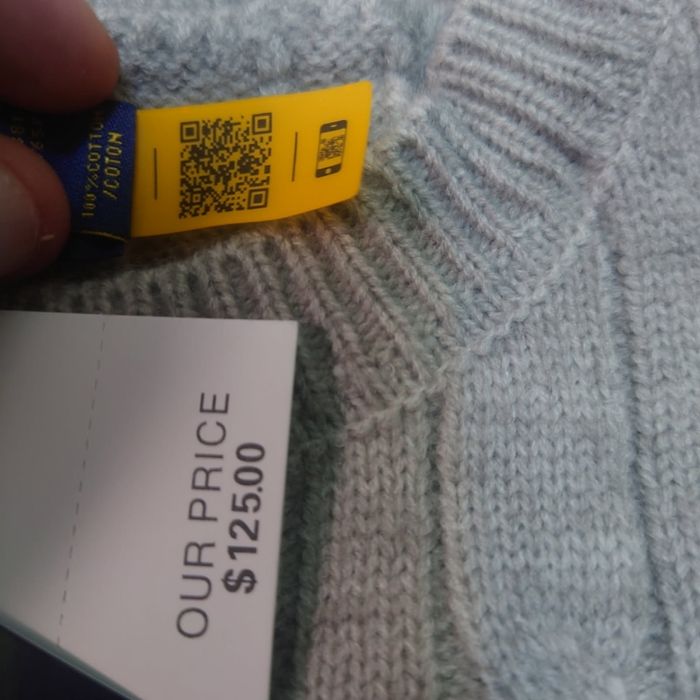 100% COTTON
/COTON
OUR PRICE
$125.00